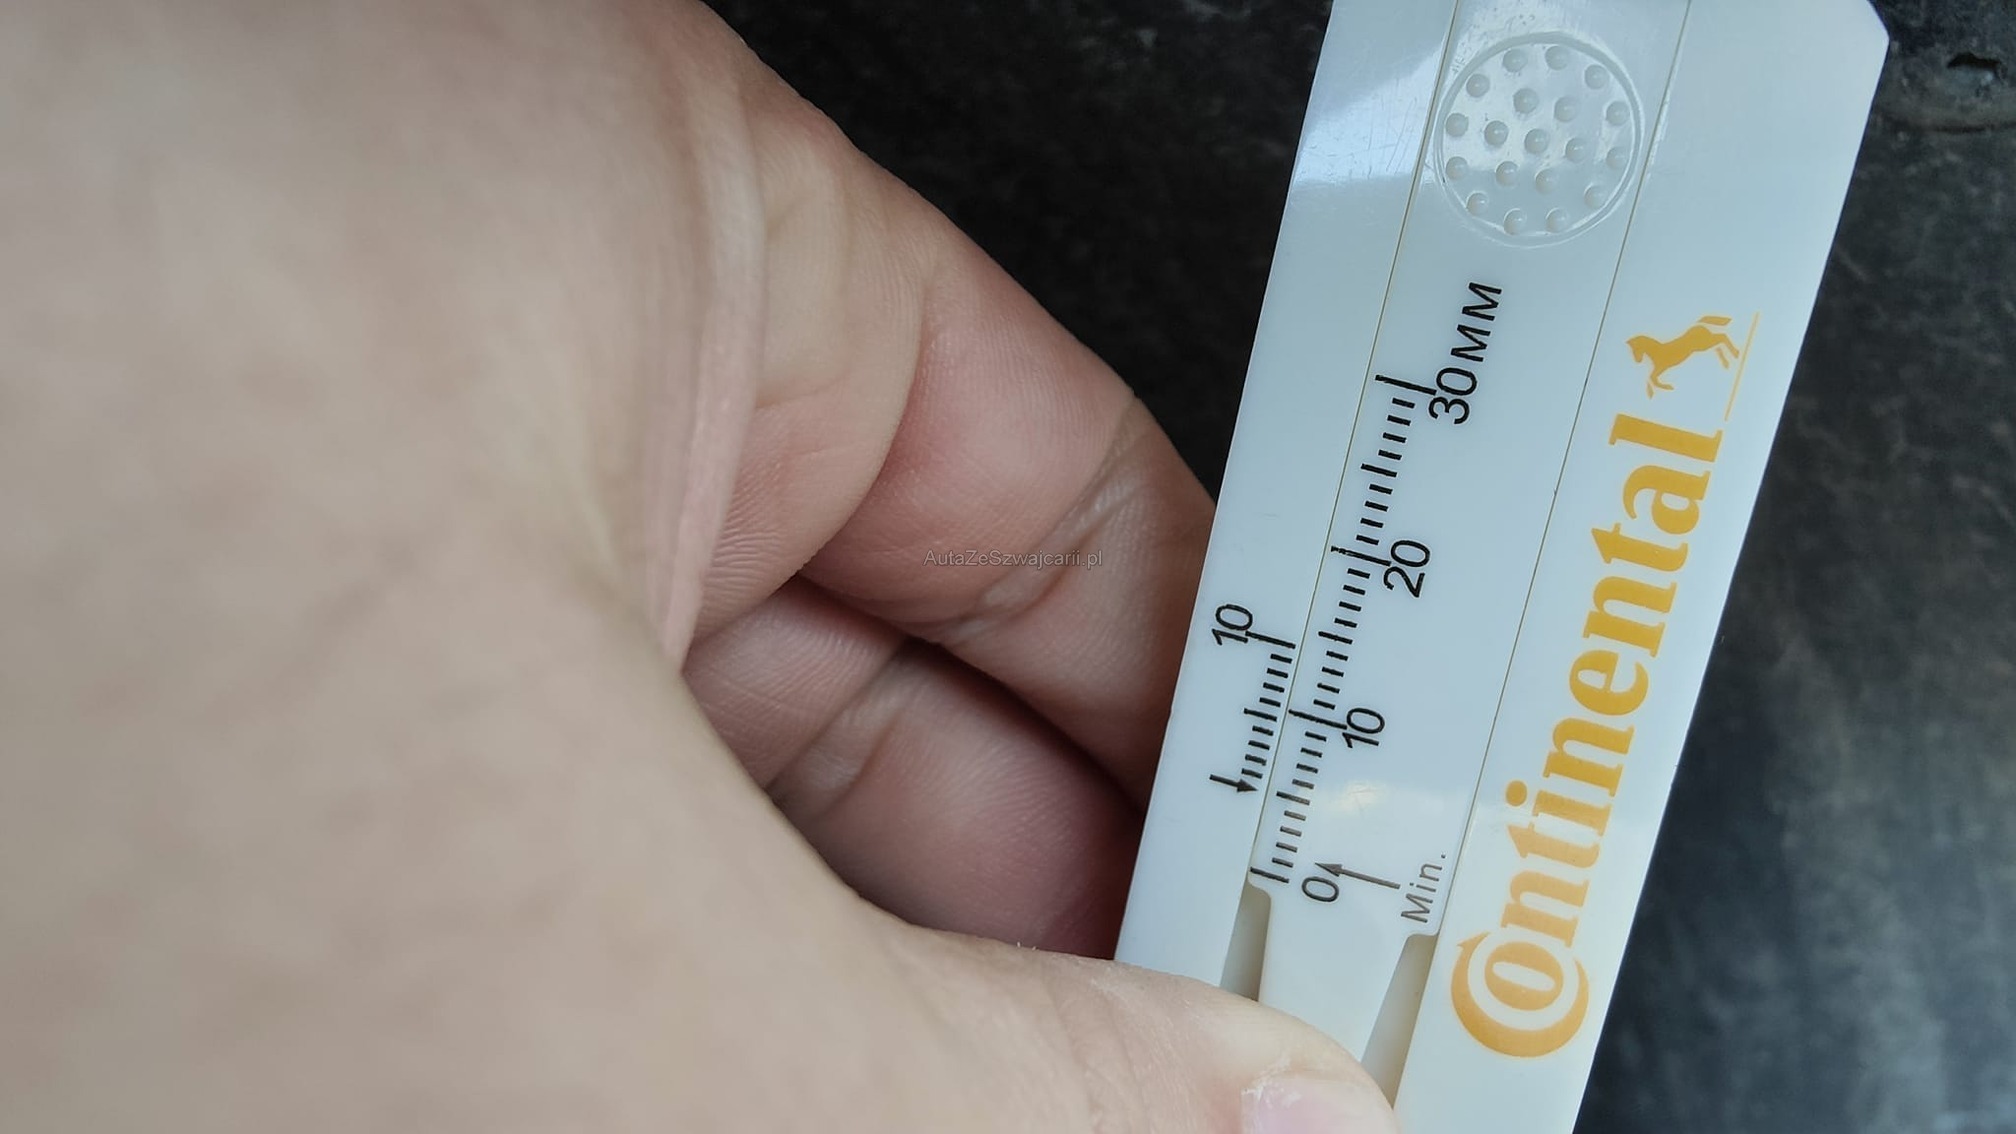 30MM
20
10
0
Min.
10
Continental
AutaZeSzwajcarii.pl